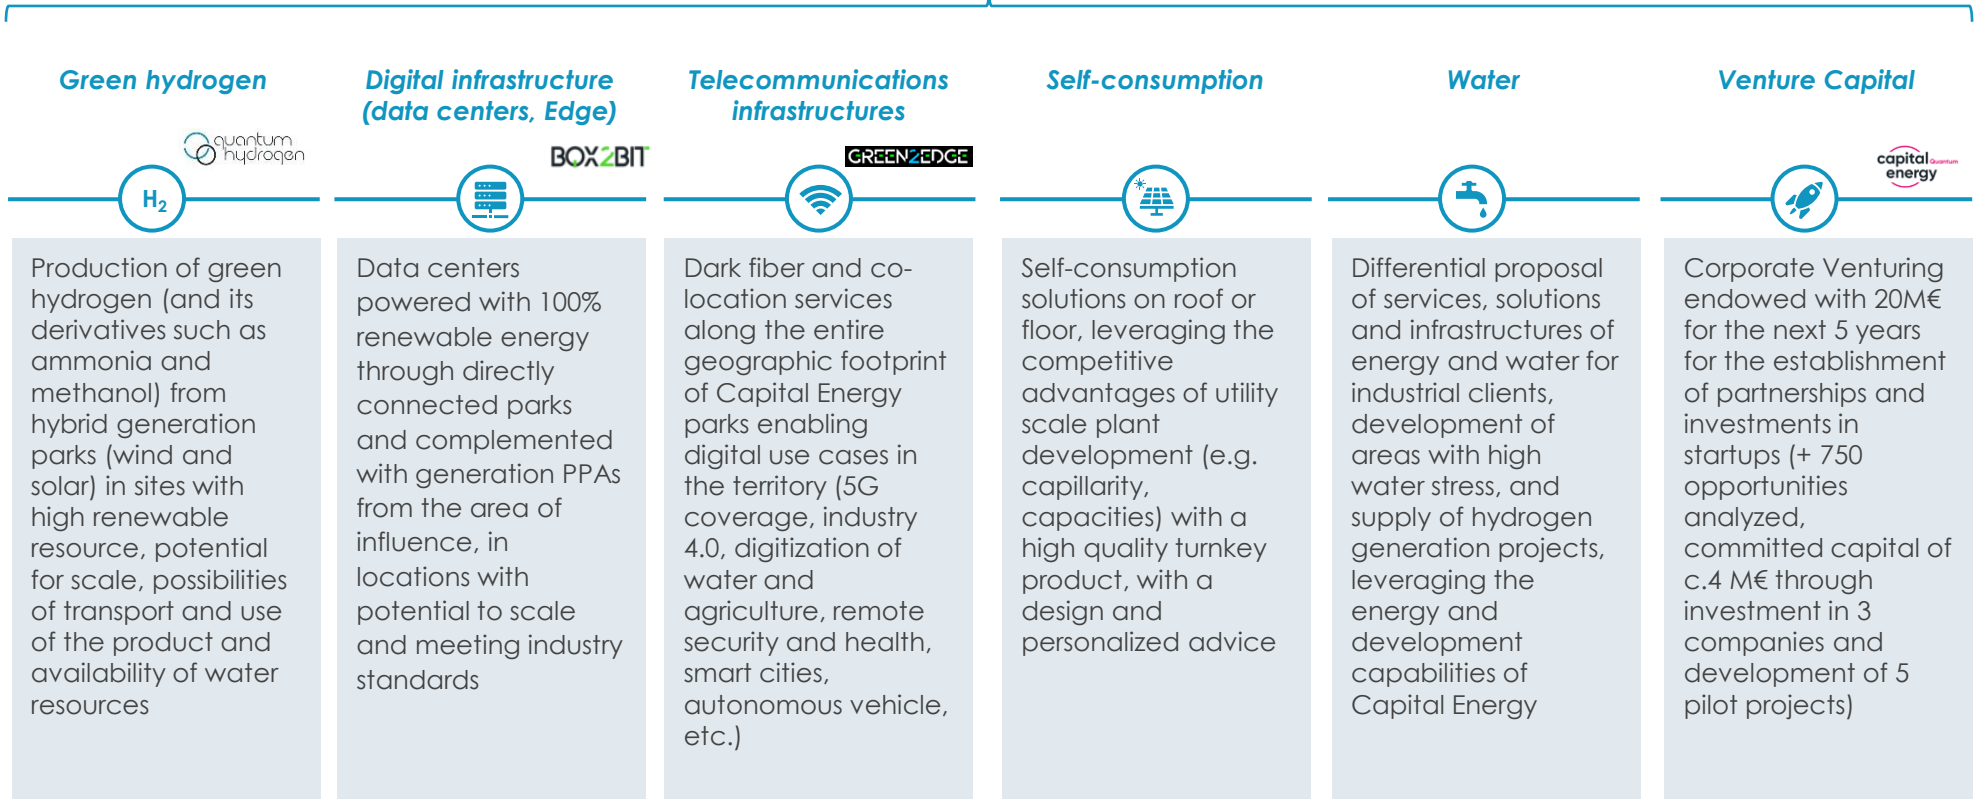 Green hydrogen
quantum
hydrogen
H2
Production of green
hydrogen (and its
derivatives such as
ammonia and
methanol) from
hybrid generation
parks (wind and
solar) in sites with
high renewable
resource, potential
for scale, possibilities
of transport and use
of the product and
availability of water
resources
Digital infrastructure
(data centers, Edge)
BOX2BIT
Data centers
powered with 100%
renewable energy
through directly
connected parks
and complemented
with generation PPAs
from the area of
influence, in
locations with
potential to scale
and meeting industry
standards
Telecommunications
infrastructures
GREEN2EDGE
Dark fiber and co-
location services
along the entire
geographic footprint
of Capital Energy
parks enabling
digital use cases in
the territory (5G
coverage, industry
4.0, digitization of
water and
agriculture, remote
security and health,
smart cities,
autonomous vehicle,
etc.)
Self-consumption
Self-consumption
solutions on roof or
floor, leveraging the
competitive
advantages of utility
scale plant
development (e.g.
capillarity,
capacities) with a
high quality turnkey
product, with a
design and
personalized advice
Water
Differential proposal
of services, solutions
and infrastructures of
energy and water for
industrial clients,
development of
areas with high
water stress, and
supply of hydrogen
generation projects,
leveraging the
energy and
development
capabilities of
Capital Energy
Venture Capital
capital Quantum
energy
Corporate Venturing
endowed with 20M€
for the next 5 years
for the establishment
of partnerships and
investments in
startups (+ 750
opportunities
analyzed,
committed capital of
c.4 M€ through
investment in 3
companies and
development of 5
pilot projects)